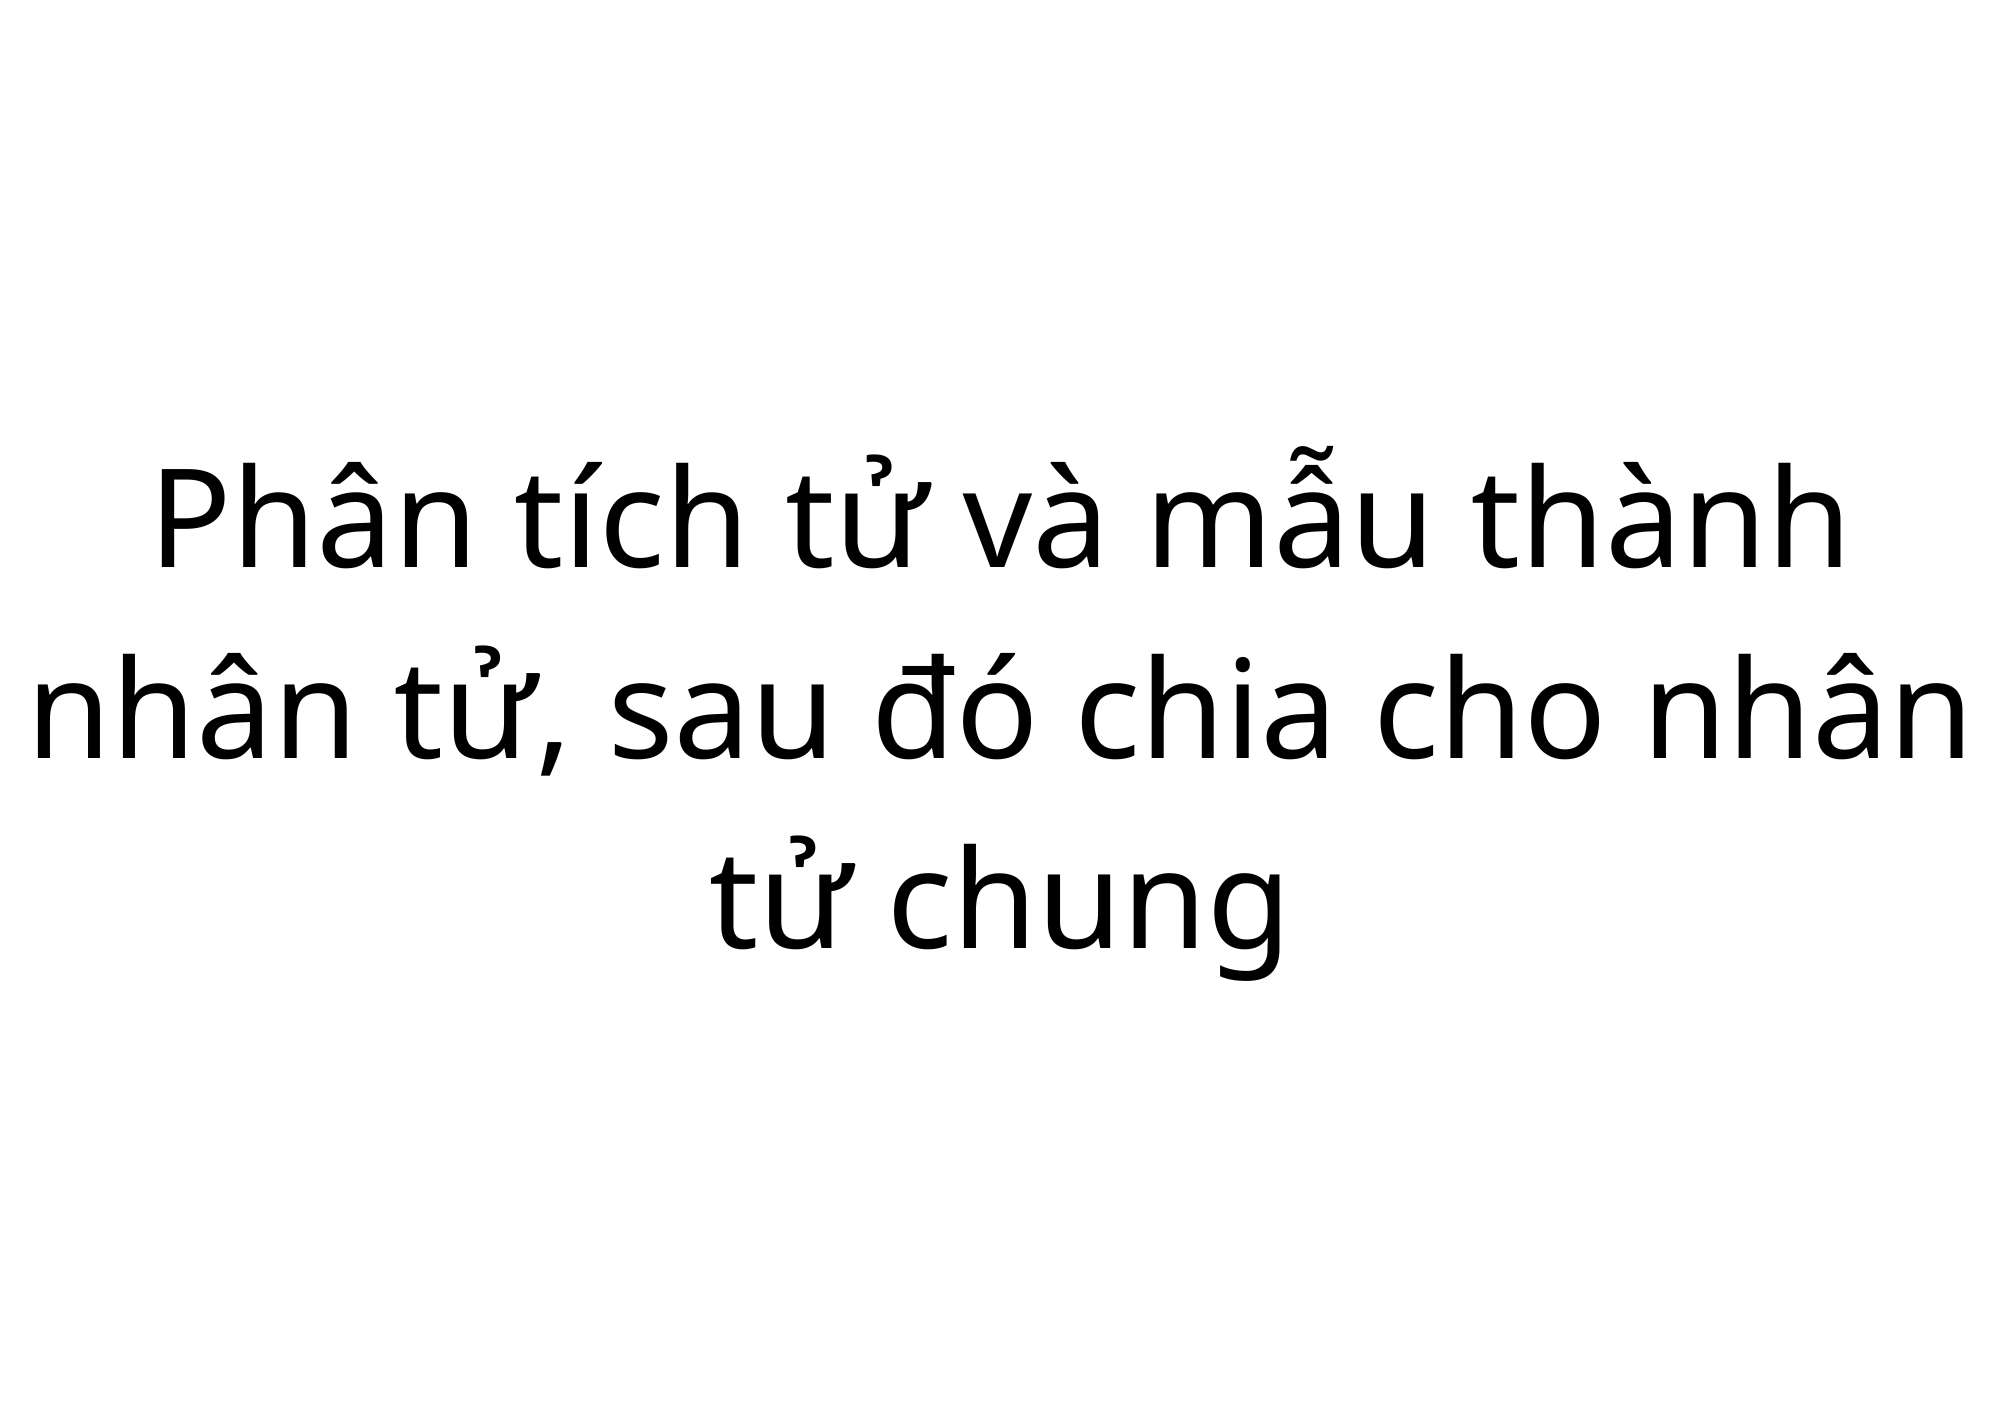 Phân tích tử và mẫu thành
nhân tử, sau đó chia cho nhân
tử chung